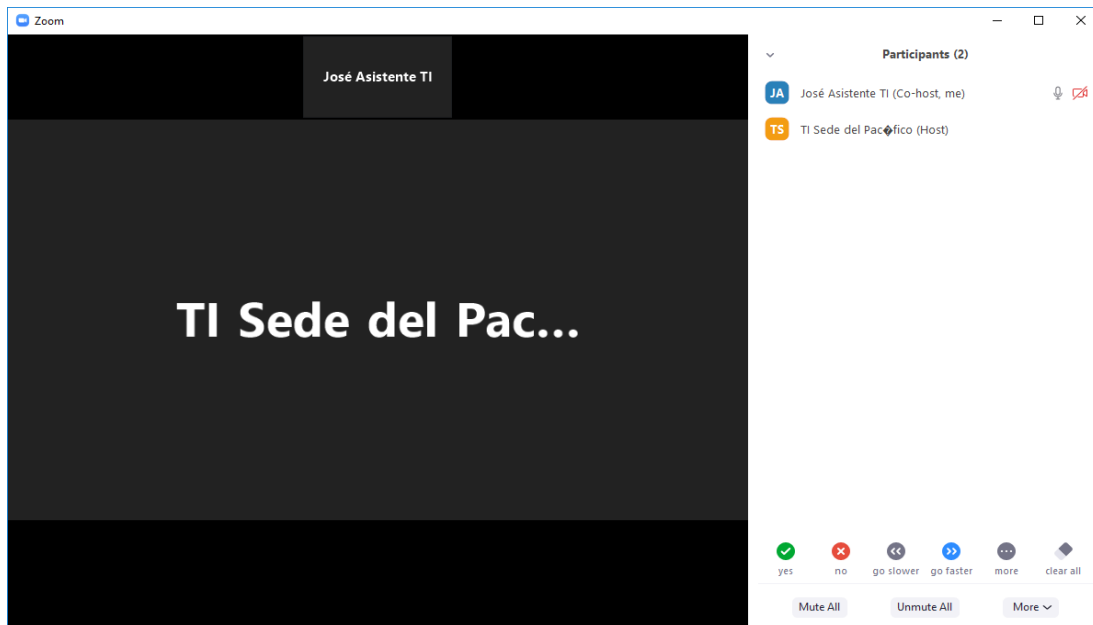 Zoom
José Asistente TI
TI Sede del Pac...
Participants (2)
JA José Asistente TI (Co-host, me)
TS TI Sede del Pac�fico (Host)
yes no go slower go faster more clear all
Mute All Unmute All More